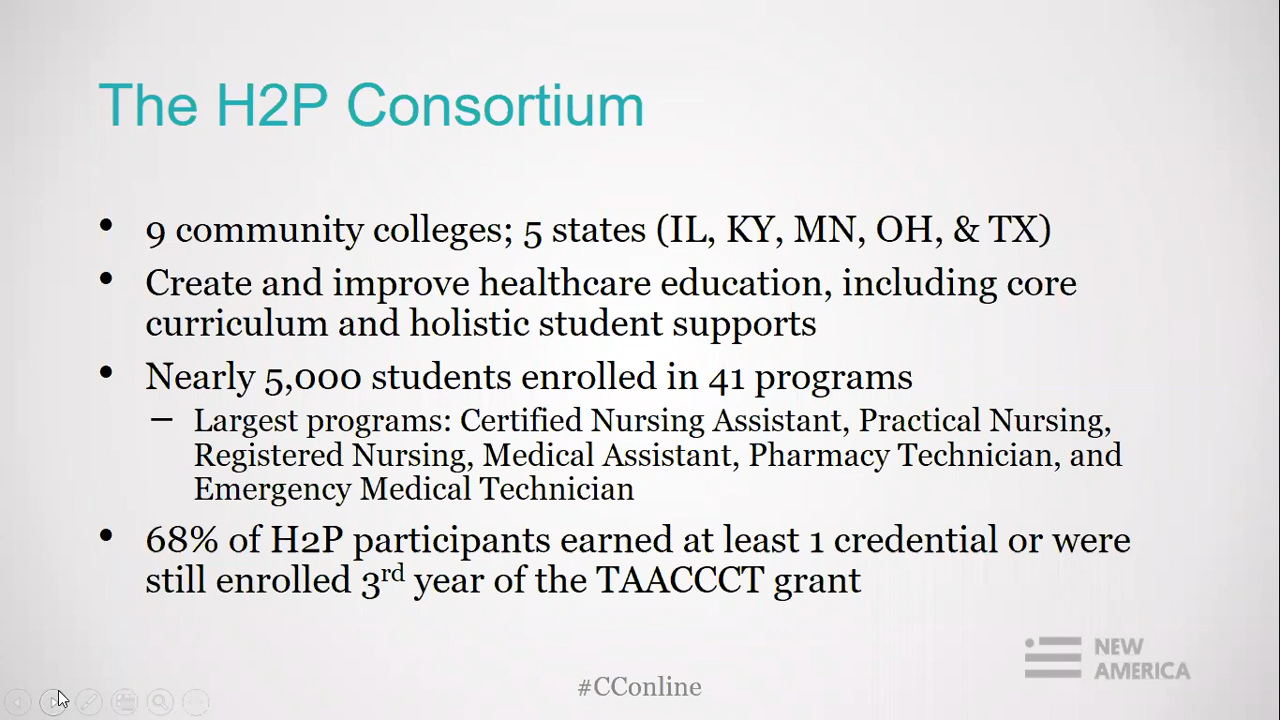 The H2P Consortium
• 9 community colleges; 5 states (IL, KY, MN, OH, & TX)
• Create and improve healthcare education, including core
curriculum and holistic student supports
• Nearly 5,000 students enrolled in 41 programs
– Largest programs: Certified Nursing Assistant, Practical Nursing,
Registered Nursing, Medical Assistant, Pharmacy Technician, and
Emergency Medical Technician
• 68% of H2P participants earned at least 1 credential or were
still enrolled 3rd year of the TAACCCT grant
NEW
AMERICA
#CConline